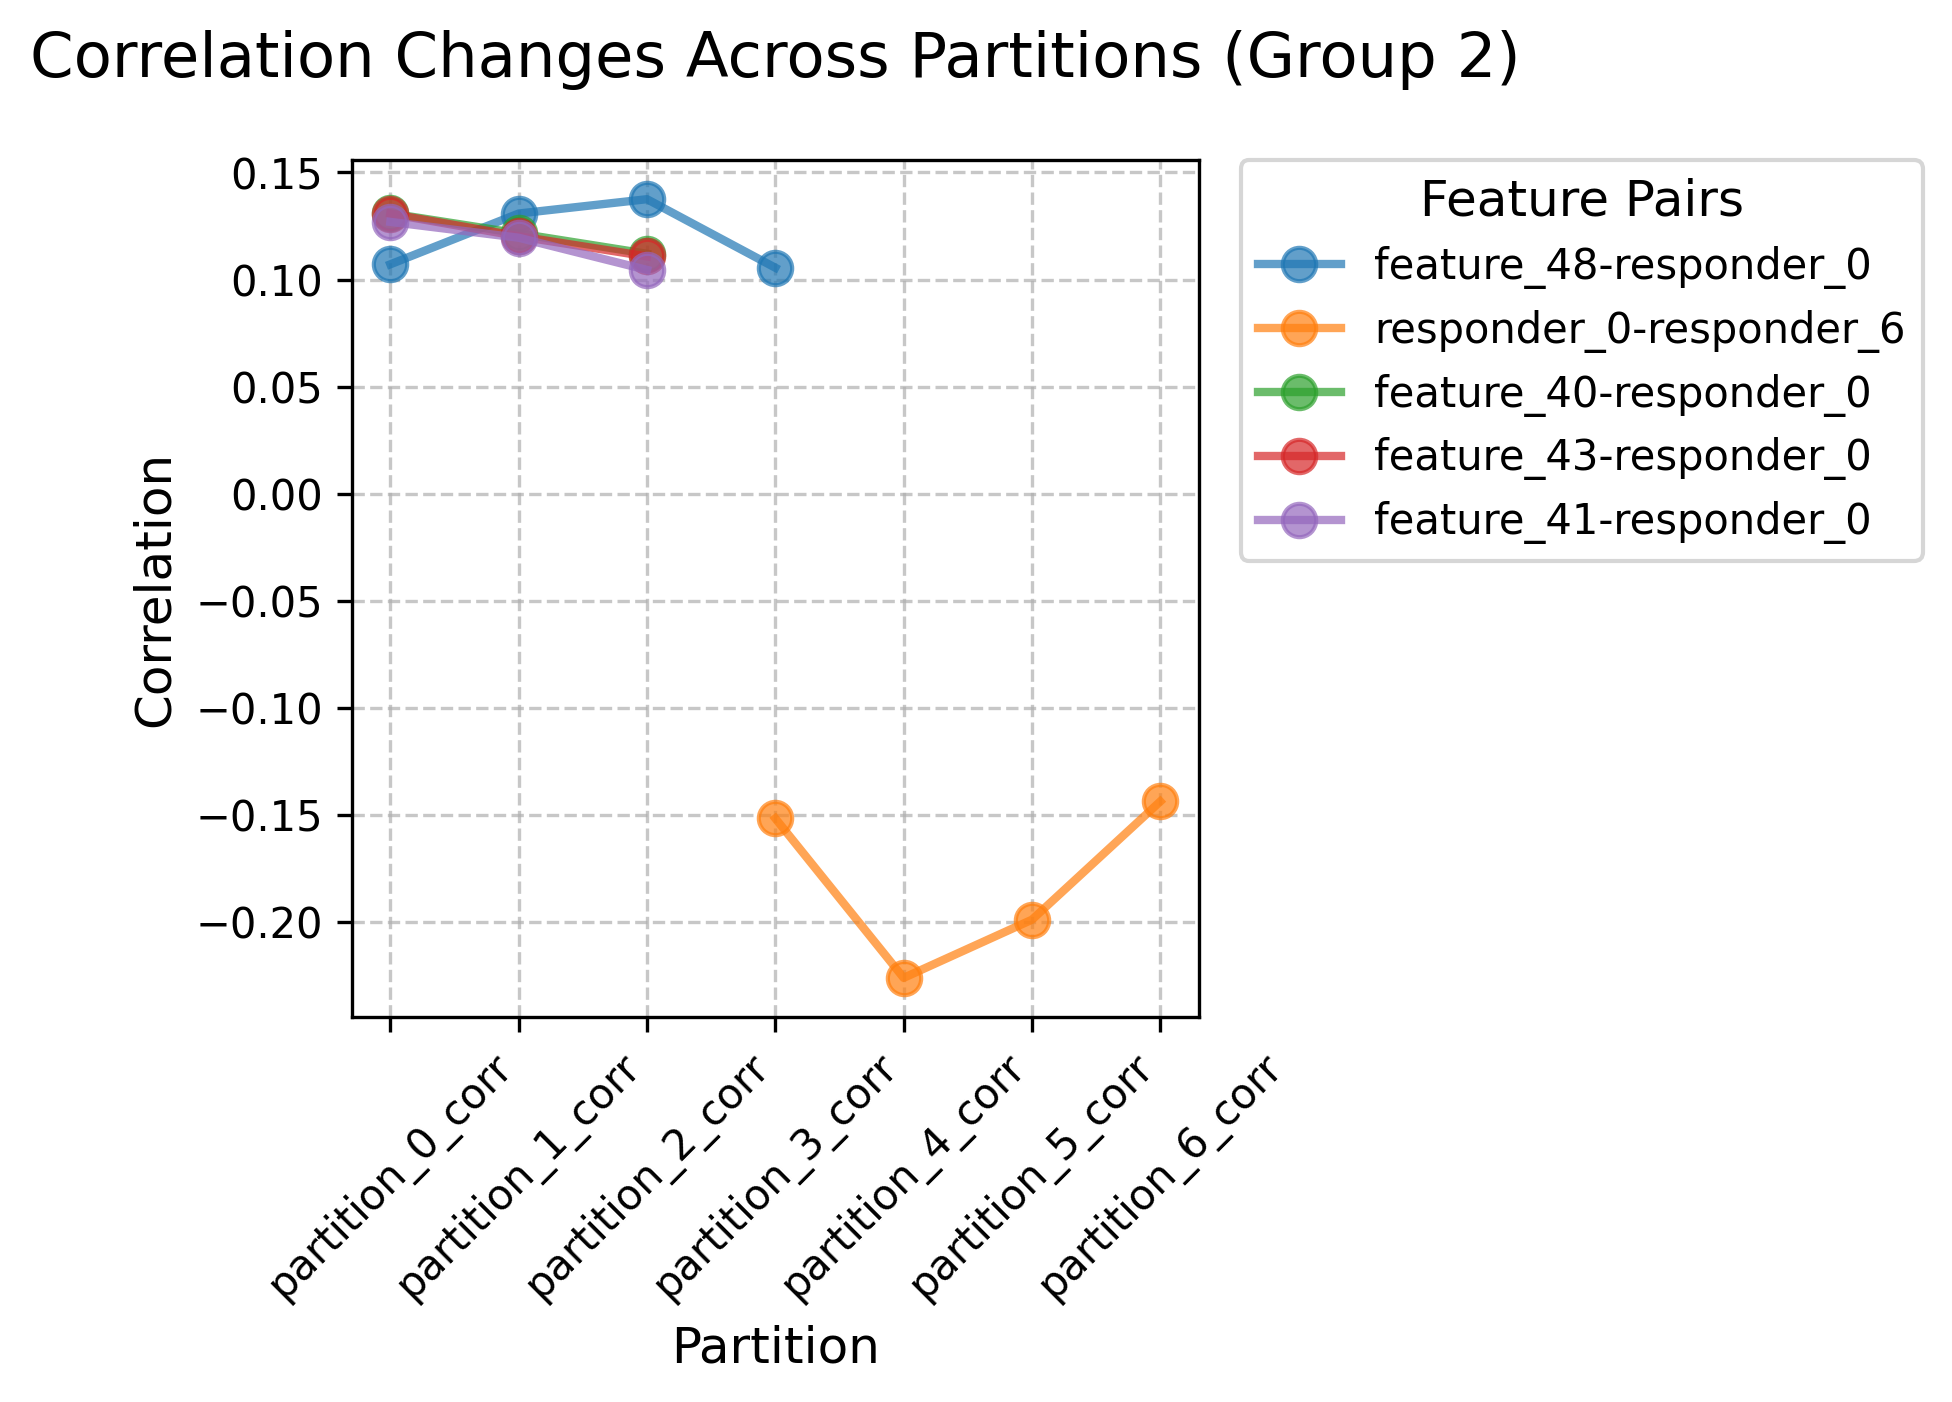 Correlation Changes Across Partitions (Group 2)
Feature Pairs
feature_48-responder_0
responder_0-responder_6
feature_40-responder_0
feature_43-responder_0
feature_41-responder_0
Correlation
0.15
0.10
0.05
0.00
−0.05
−0.10
−0.15
−0.20
partition_0_corr
partition_1_corr
partition_2_corr
partition_3_corr
partition_4_corr
partition_5_corr
partition_6_corr
Partition